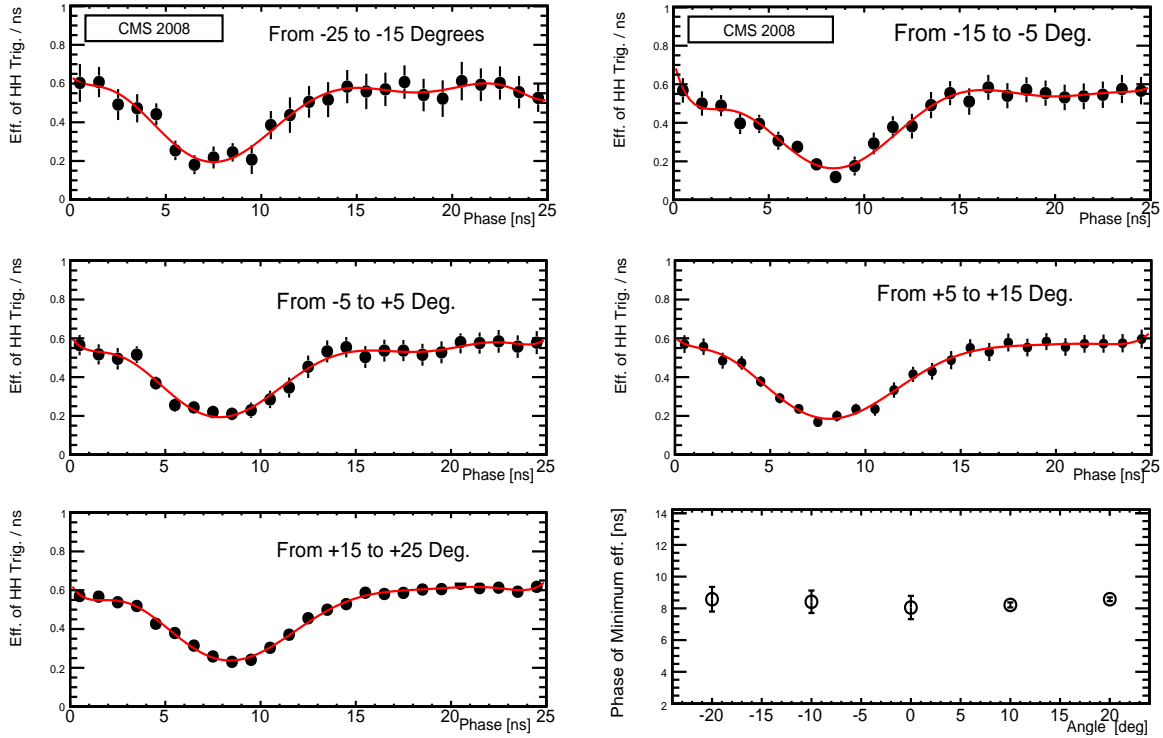 Eff. of HH Trig. / ns
CMS 2008
From -25 to -15 Degrees
1
0.8
0.6
0.4
0.2
0
0 5 10 15 20 25
Phase [ns]
Eff. of HH Trig. / ns
CMS 2008
From -15 to -5 Deg.
1
0.8
0.6
0.4
0.2
0
0 5 10 15 20 25
Phase [ns]
Eff. of HH Trig. / ns
From -5 to +5 Deg.
1
0.8
0.6
0.4
0.2
0
0 5 10 15 20 25
Phase [ns]
Eff. of HH Trig. / ns
From +5 to +15 Deg.
1
0.8
0.6
0.4
0.2
0
0 5 10 15 20 25
Phase [ns]
Eff. of HH Trig. / ns
From +15 to +25 Deg.
1
0.8
0.6
0.4
0.2
0
0 5 10 15 20 25
Phase [ns]
Phase of Minimum eff. [ns]
14
12
10
8
6
4
2
-20 -15 -10 -5 0 5 10 15 20
Angle [deg]